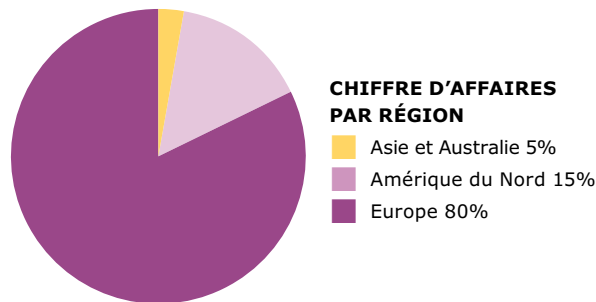 CHIFFRE D’AFFAIRES
PAR RÉGION
Asie et Australie 5%
Amérique du Nord 15%
Europe 80%